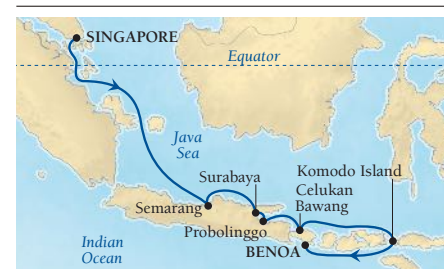 SINGAPORE
Equator
Java
Sea
Surabaya
Komodo Island
Celukan
Bawang
Semarang
Probolinggo
BENOA
Indian
Ocean